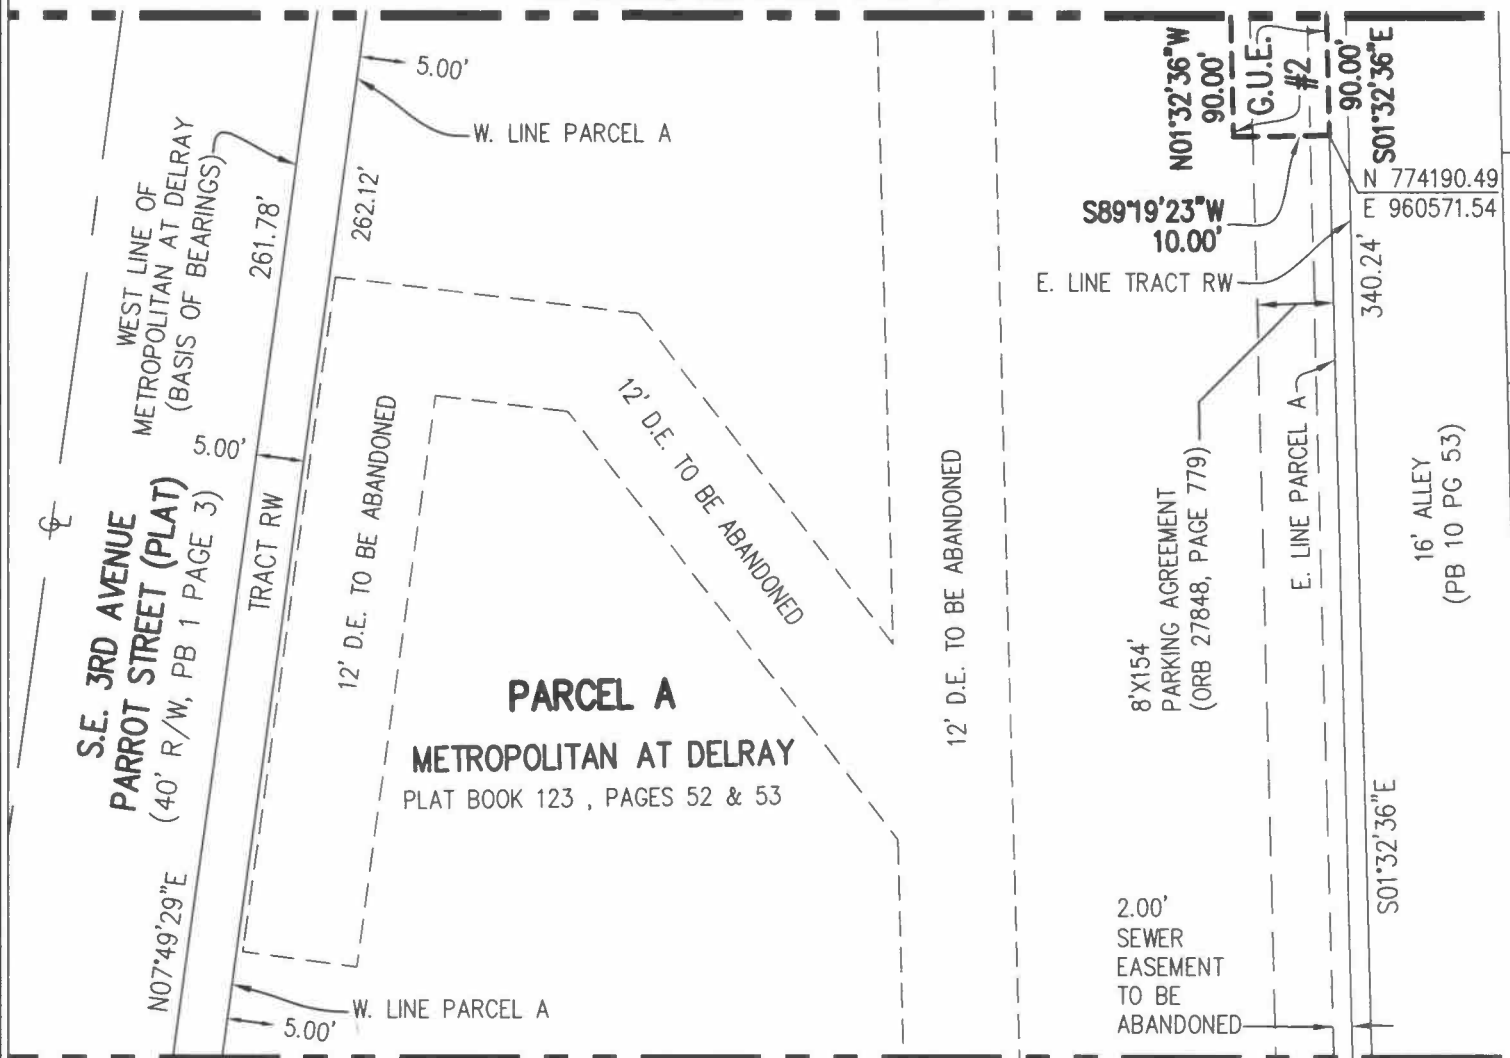 5.00'
W. LINE PARCEL A
WEST LINE OF
METROPOLITAN AT DELRAY
(BASIS OF BEARINGS)
261.78'
262.12'
5.00'
TRACT RW
S.E. 3RD AVENUE
PARROT STREET (PLAT)
(40' R/W, PB 1 PAGE 3)
N07°49'29"E
12' D.E. TO BE ABANDONED
12' D.E. TO BE ABANDONED
12' D.E. TO BE ABANDONED
PARCEL A
METROPOLITAN AT DELRAY
PLAT BOOK 123 , PAGES 52 & 53
W. LINE PARCEL A
5.00'
N01°32'36"W
90.00'
G.U.E.
#2
90.00'
S01°32'36"E
S89°19'23"W
10.00'
N 774190.49
E 960571.54
E. LINE TRACT RW
340.24'
E. LINE PARCEL A
8'X154'
PARKING AGREEMENT
(ORB 27848, PAGE 779)
16' ALLEY
(PB 10 PG 53)
S01°32'36"E
2.00'
SEWER
EASEMENT
TO BE
ABANDONED